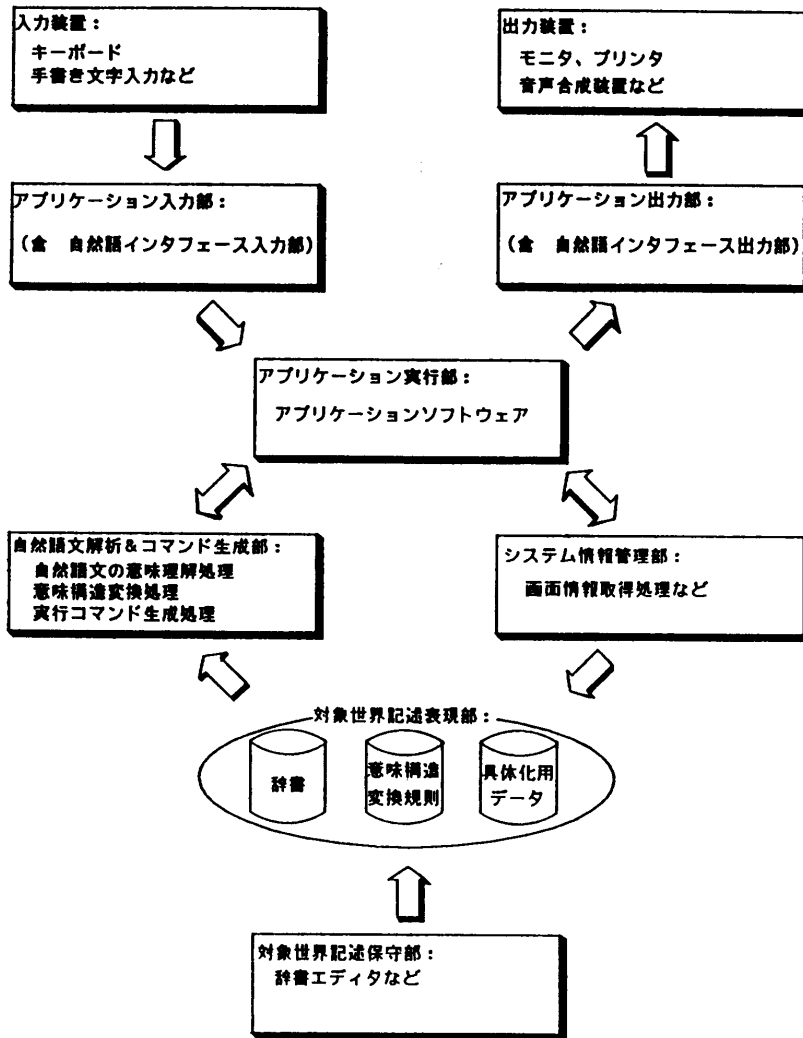 入力装置：
キーボード
手書き文字入力など
出力装置：
モニタ、プリンタ
音声合成装置など
アプリケーション入力部：
（含　自然語インタフェース入力部）
アプリケーション出力部：
（含　自然語インタフェース出力部）
アプリケーション実行部：
アプリケーションソフトウェア
自然語文解析＆コマンド生成部：
自然語文の意味理解処理
意味構造変換処理
実行コマンド生成処理
システム情報管理部：
画面情報取得処理など
対象世界記述表現部：
辞書
意味構造
変換規則
具体化用
データ
対象世界記述保守部：
辞書エディタなど